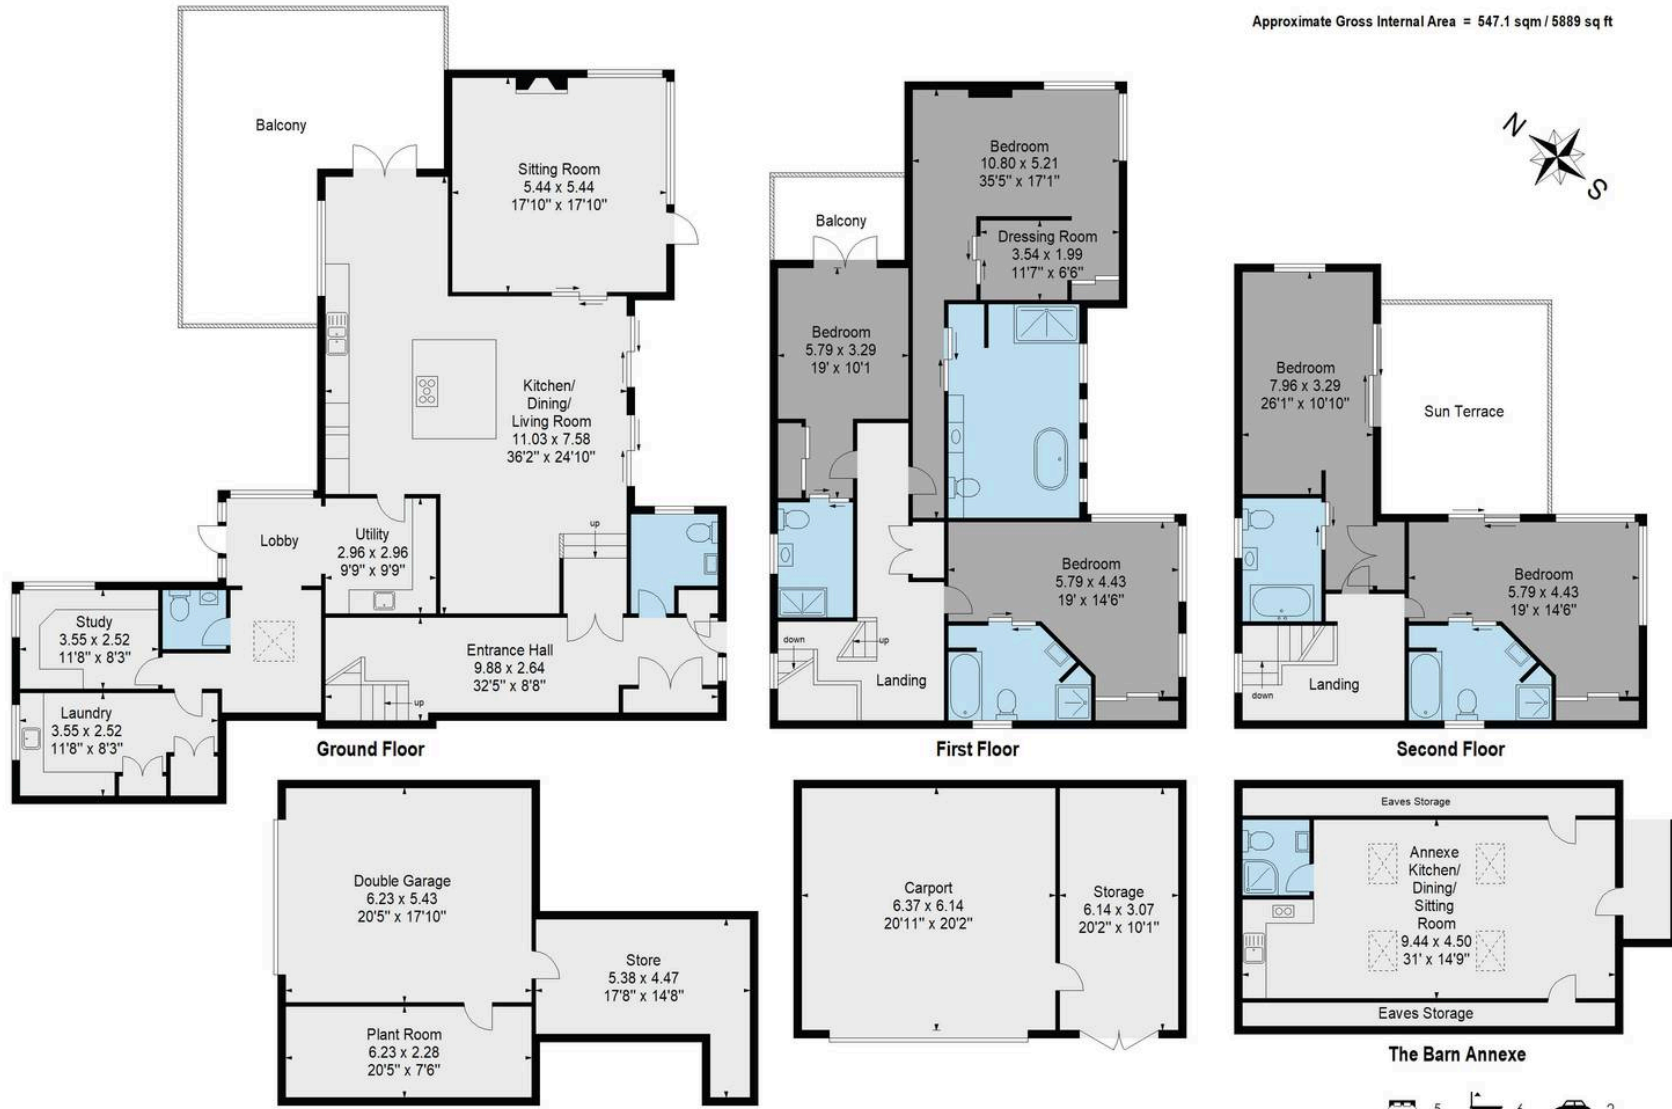 Approximate Gross Internal Area = 547.1 sqm / 5889 sq ft
N
S
Balcony
Sitting Room
5.44 x 5.44
17'10" x 17'10"
Kitchen/
Dining/
Living Room
11.03 x 7.58
36'2" x 24'10"
Lobby
Utility
2.96 x 2.96
9'9" x 9'9"
up
Study
3.55 x 2.52
11'8" x 8'3"
Entrance Hall
9.88 x 2.64
32'5" x 8'8"
up
Laundry
3.55 x 2.52
11'8" x 8'3"
Ground Floor
Bedroom
10.80 x 5.21
35'5" x 17'1"
Balcony
Dressing Room
3.54 x 1.99
11'7" x 6'6"
Bedroom
5.79 x 3.29
19' x 10'1
Bedroom
5.79 x 4.43
19' x 14'6"
down
up
Landing
First Floor
Bedroom
7.96 x 3.29
26'1" x 10'10"
Sun Terrace
Bedroom
5.79 x 4.43
19' x 14'6"
down
Landing
Second Floor
Double Garage
6.23 x 5.43
20'5" x 17'10"
Store
5.38 x 4.47
17'8" x 14'8"
Plant Room
6.23 x 2.28
20'5" x 7'6"
Carport
6.37 x 6.14
20'11" x 20'2"
Storage
6.14 x 3.07
20'2" x 10'1"
Eaves Storage
Annexe
Kitchen/
Dining/
Sitting
Room
9.44 x 4.50
31' x 14'9"
Eaves Storage
The Barn Annexe